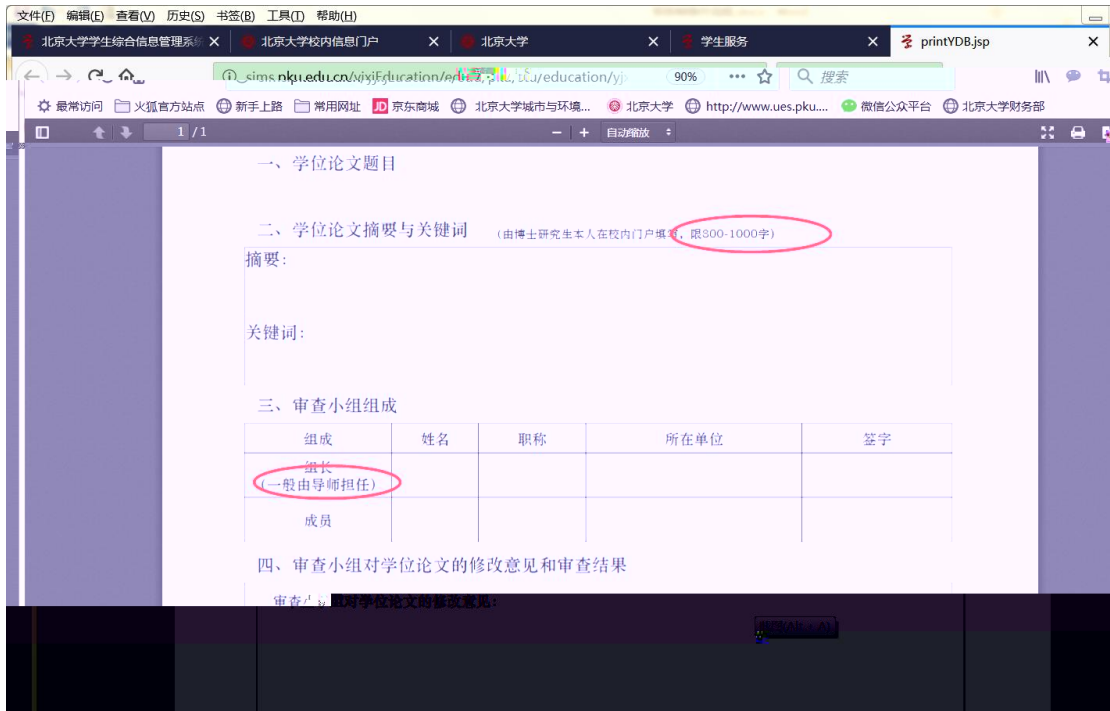 文件(F) 编辑(E) 查看(V) 历史(S) 书签(B) 工具(T) 帮助(H)
北京大学学生综合信息管理系统 × 北京大学校内信息门户 × 北京大学 × 学生服务 × printYDB.jsp ×
sims.pku.edu.cn 90% 搜索
最常访问 火狐官方站点 新手上路 常用网址 JD 京东商城 北京大学城市与环境... 北京大学 http://www.ues.pku.... 微信公众平台 北京大学财务部
1 / 1 − + 自动缩放
一、学位论文题目
二、学位论文摘要与关键词 (由博士研究生本人在校内门户填写，限800-1000字)
摘要:
关键词:
三、审查小组组成
组成 姓名 职称 所在单位 签字
组长
(一般由导师担任)
成员
四、审查小组对学位论文的修改意见和审查结果
审查小组对学位论文的修改意见: